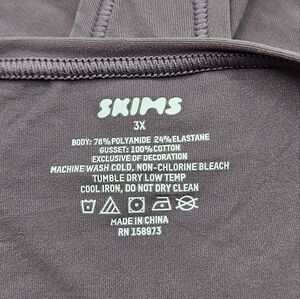 SKIMS
3X
BODY: 78% POLYAMIDE 24% ELASTANE
GUSSET: 100% COTTON
EXCLUSIVE OF DECORATION
MACHINE WASH COLD, NON-CHLORINE BLEACH
TUMBLE DRY LOW TEMP
COOL IRON, DO NOT DRY CLEAN
MADE IN CHINA
RN 158973